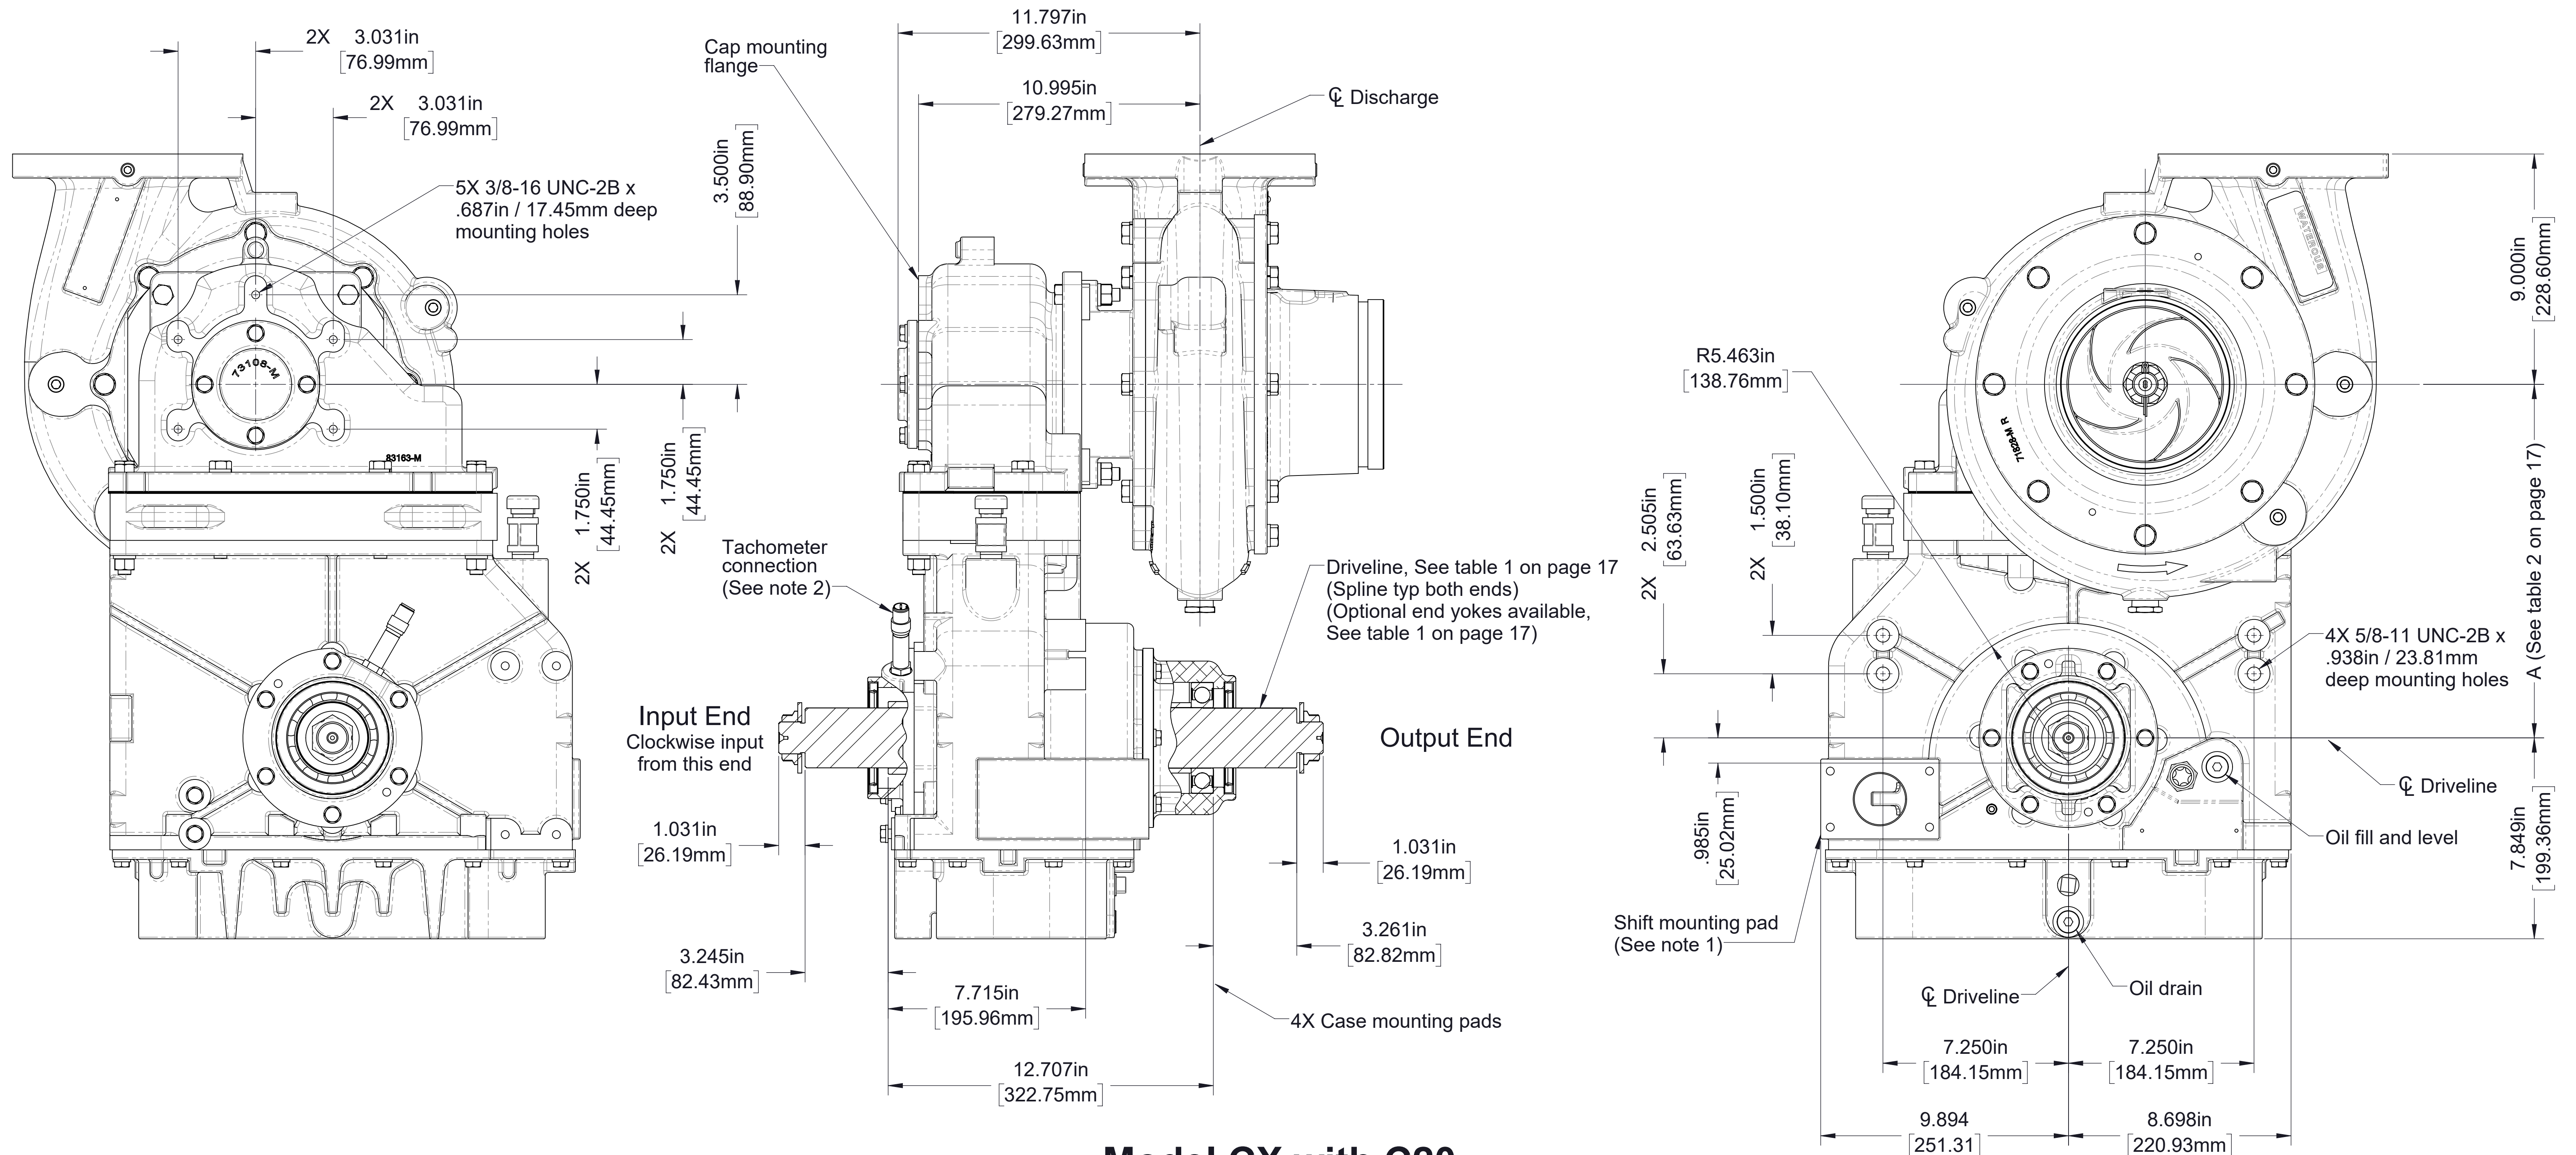 2X 3.031in
[76.99mm]
2X 3.031in
[76.99mm]
5X 3/8-16 UNC-2B x
.687in / 17.45mm deep
mounting holes
73108-M
83163-M
3.500in
[88.90mm]
2X 1.750in
[44.45mm]
2X 1.750in
[44.45mm]
Cap mounting
flange
11.797in
[299.63mm]
10.995in
[279.27mm]
℄ Discharge
Tachometer
connection
(See note 2)
Driveline, See table 1 on page 17
(Spline typ both ends)
(Optional end yokes available,
See table 1 on page 17)
Input End
Clockwise input
from this end
Output End
1.031in
[26.19mm]
1.031in
[26.19mm]
3.245in
[82.43mm]
3.261in
[82.82mm]
7.715in
[195.96mm]
4X Case mounting pads
12.707in
[322.75mm]
R5.463in
[138.76mm]
2X 2.505in
[63.63mm]
2X 1.500in
[38.10mm]
.985in
[25.02mm]
WATEROUS
71828-M R
9.000in
[228.60mm]
A (See table 2 on page 17)
4X 5/8-11 UNC-2B x
.938in / 23.81mm
deep mounting holes
℄ Driveline
Oil fill and level
7.849in
[199.36mm]
Shift mounting pad
(See note 1)
℄ Driveline
Oil drain
7.250in
[184.15mm]
7.250in
[184.15mm]
9.894
[251.31]
8.698in
[220.93mm]
Model CX with C20